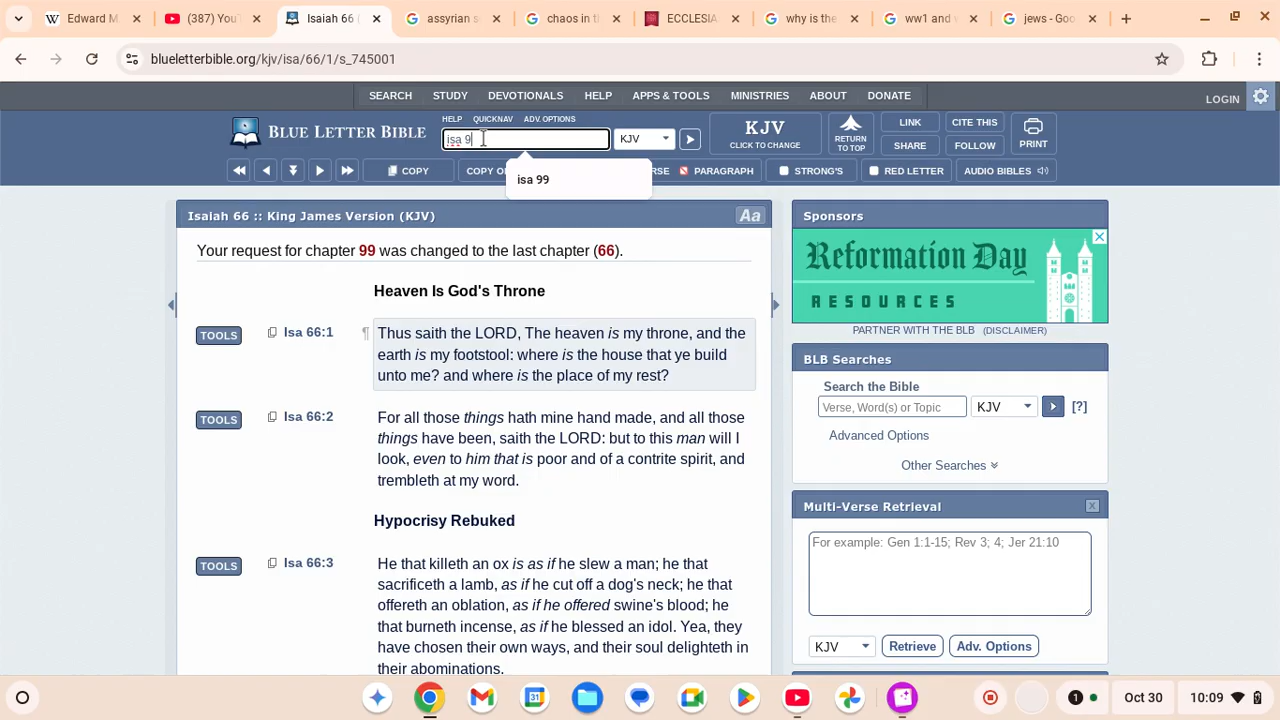 Edward M
(387) YouT
Isaiah 66 (
assyrian s
chaos in t
ECCLESIA
why is the
ww1 and v
jews - Goo
blueletterbible.org/kjv/isa/66/1/s_745001
SEARCH STUDY DEVOTIONALS HELP APPS & TOOLS MINISTRIES ABOUT DONATE
LOGIN
BLUE LETTER BIBLE
HELP QUICKNAV ADV. OPTIONS
isa 9
KJV
KJV
CLICK TO CHANGE
RETURN
TO TOP
LINK
CITE THIS
SHARE
FOLLOW
PRINT
isa 99
COPY
COPY O
RSE
PARAGRAPH
STRONG'S
RED LETTER
AUDIO BIBLES
Isaiah 66 :: King James Version (KJV)
Aa
Your request for chapter 99 was changed to the last chapter (66).
Heaven Is God's Throne
TOOLS
Isa 66:1
¶
Thus saith the LORD, The heaven is my throne, and the
earth is my footstool: where is the house that ye build
unto me? and where is the place of my rest?
TOOLS
Isa 66:2
For all those things hath mine hand made, and all those
things have been, saith the LORD: but to this man will I
look, even to him that is poor and of a contrite spirit, and
trembleth at my word.
Hypocrisy Rebuked
TOOLS
Isa 66:3
He that killeth an ox is as if he slew a man; he that
sacrificeth a lamb, as if he cut off a dog's neck; he that
offereth an oblation, as if he offered swine's blood; he
that burneth incense, as if he blessed an idol. Yea, they
have chosen their own ways, and their soul delighteth in
their abominations.
Sponsors
Reformation Day
RESOURCES
PARTNER WITH THE BLB (DISCLAIMER)
BLB Searches
Search the Bible
Verse, Word(s) or Topic
KJV
[?]
Advanced Options
Other Searches
Multi-Verse Retrieval
For example: Gen 1:1-15; Rev 3; 4; Jer 21:10
KJV
Retrieve
Adv. Options
31
1
Oct 30
10:09